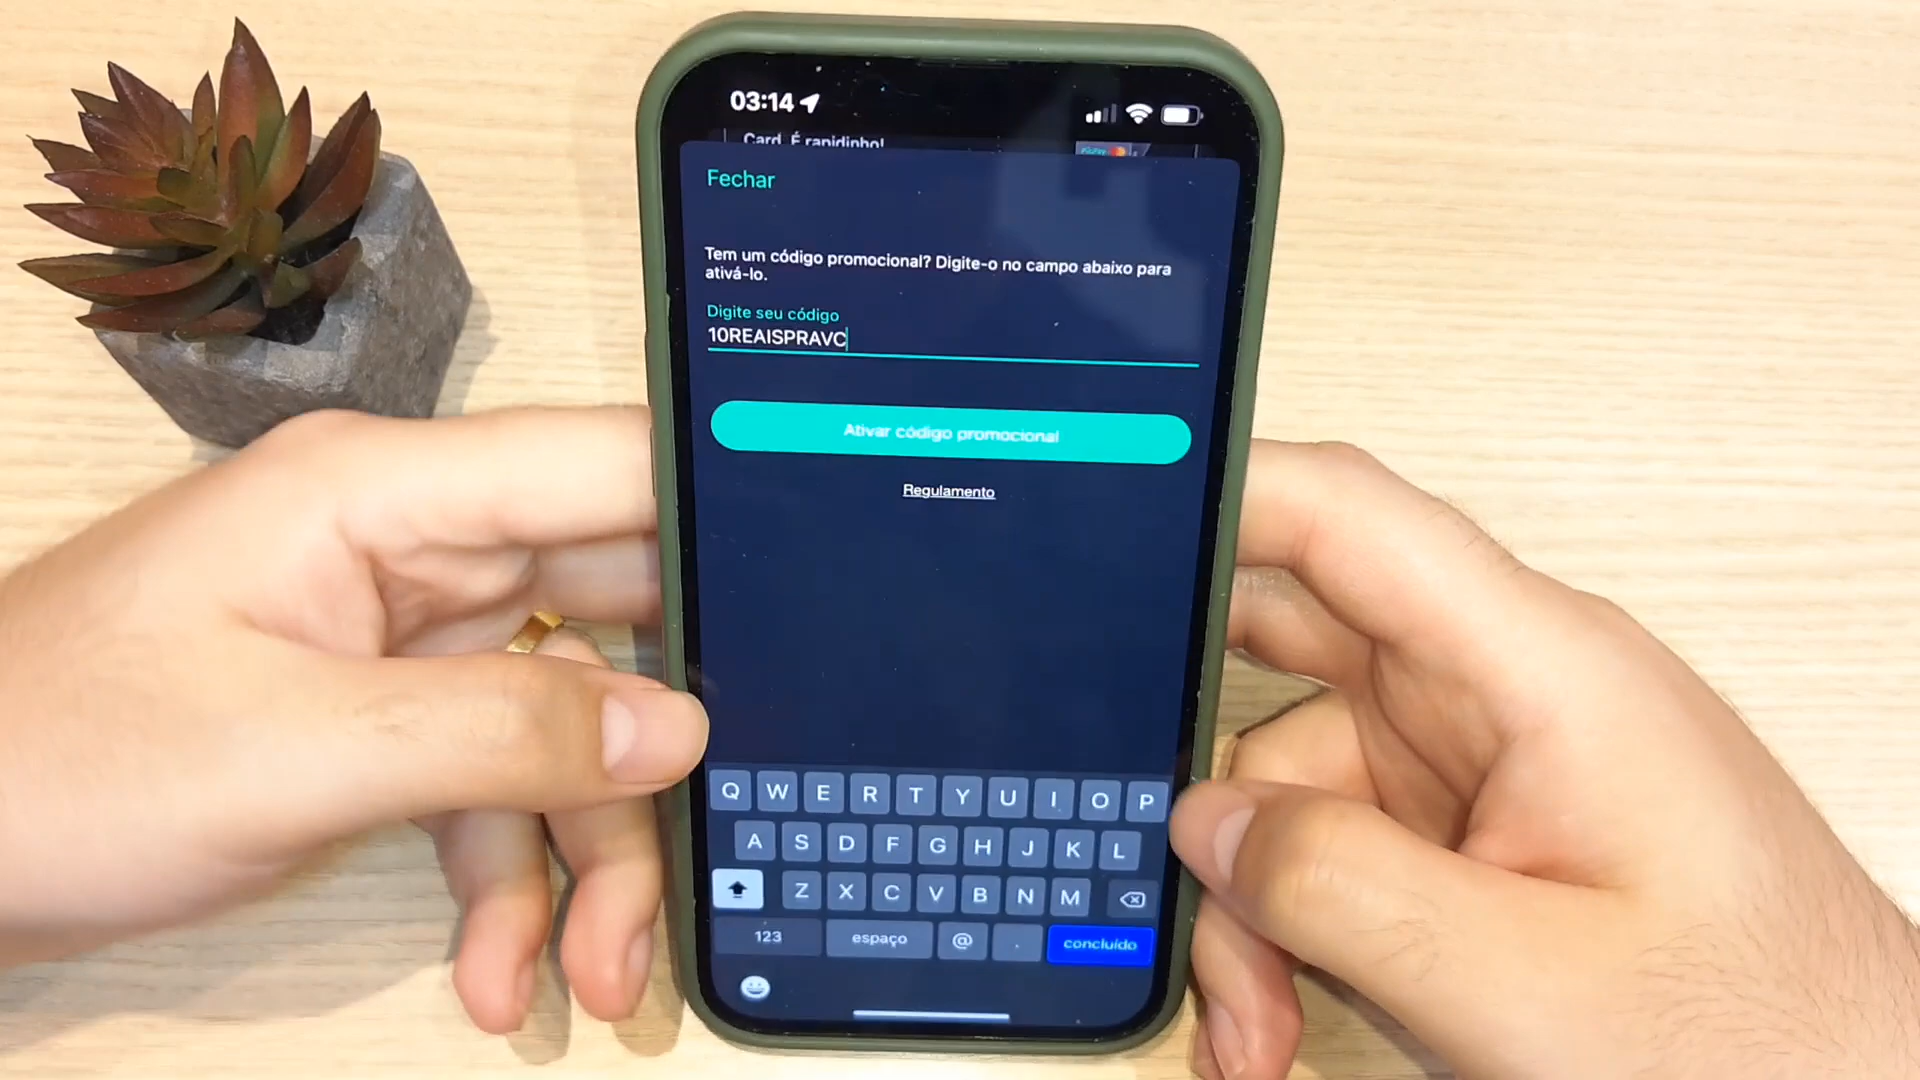 03:14
Card. É rapidinho!
PicPay
Fechar
Tem um código promocional? Digite-o no campo abaixo para
ativá-lo.
Digite seu código
10REAISPRAVC
Ativar código promocional
Regulamento
Q W E R T Y U I O P
A S D F G H J K L
Z X C V B N M
123 espaço @ . concluído